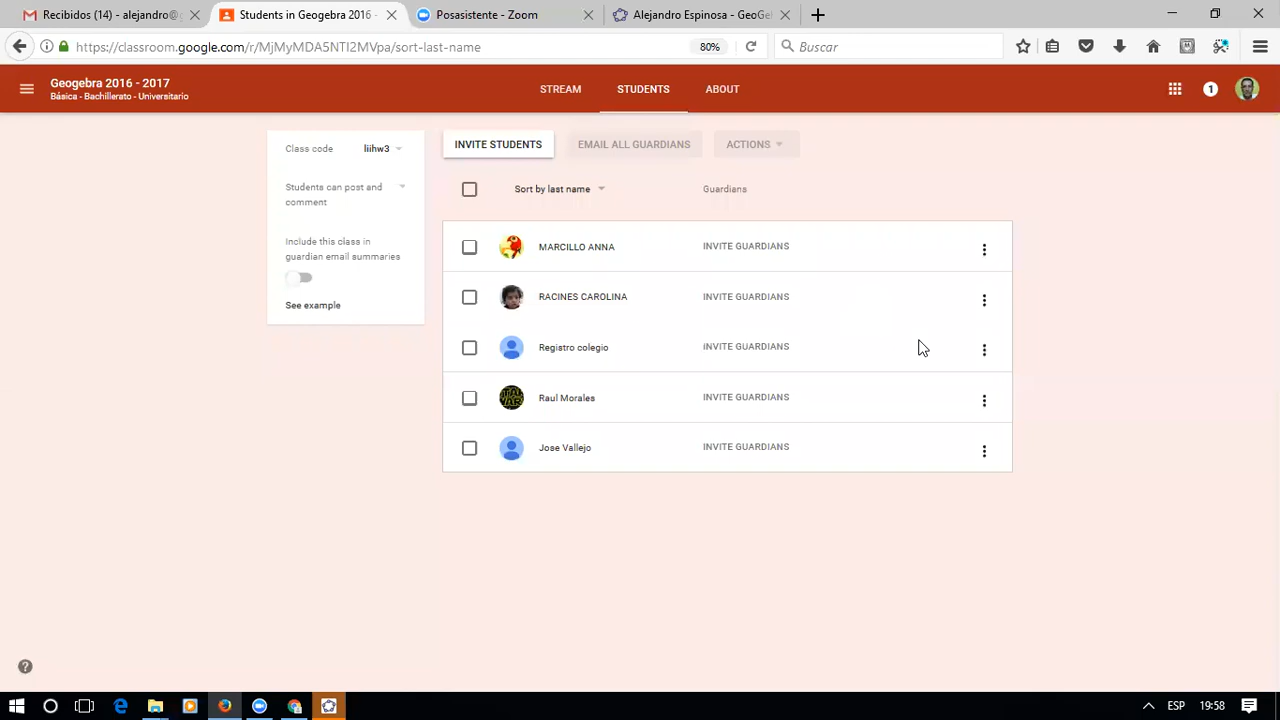 Recibidos (14) - alejandro@g
Students in Geogebra 2016 -
Posasistente - Zoom
Alejandro Espinosa - GeoGel
https://classroom.google.com/r/MjMyMDA5NTI2MVpa/sort-last-name
80%
Buscar
Geogebra 2016 - 2017
Básica - Bachillerato - Universitario
STREAM
STUDENTS
ABOUT
1
Class code
liihw3
Students can post and
comment
Include this class in
guardian email summaries
See example
INVITE STUDENTS
EMAIL ALL GUARDIANS
ACTIONS
Sort by last name
Guardians
MARCILLO ANNA
INVITE GUARDIANS
RACINES CAROLINA
INVITE GUARDIANS
Registro colegio
INVITE GUARDIANS
Raul Morales
INVITE GUARDIANS
Jose Vallejo
INVITE GUARDIANS
ESP
19:58